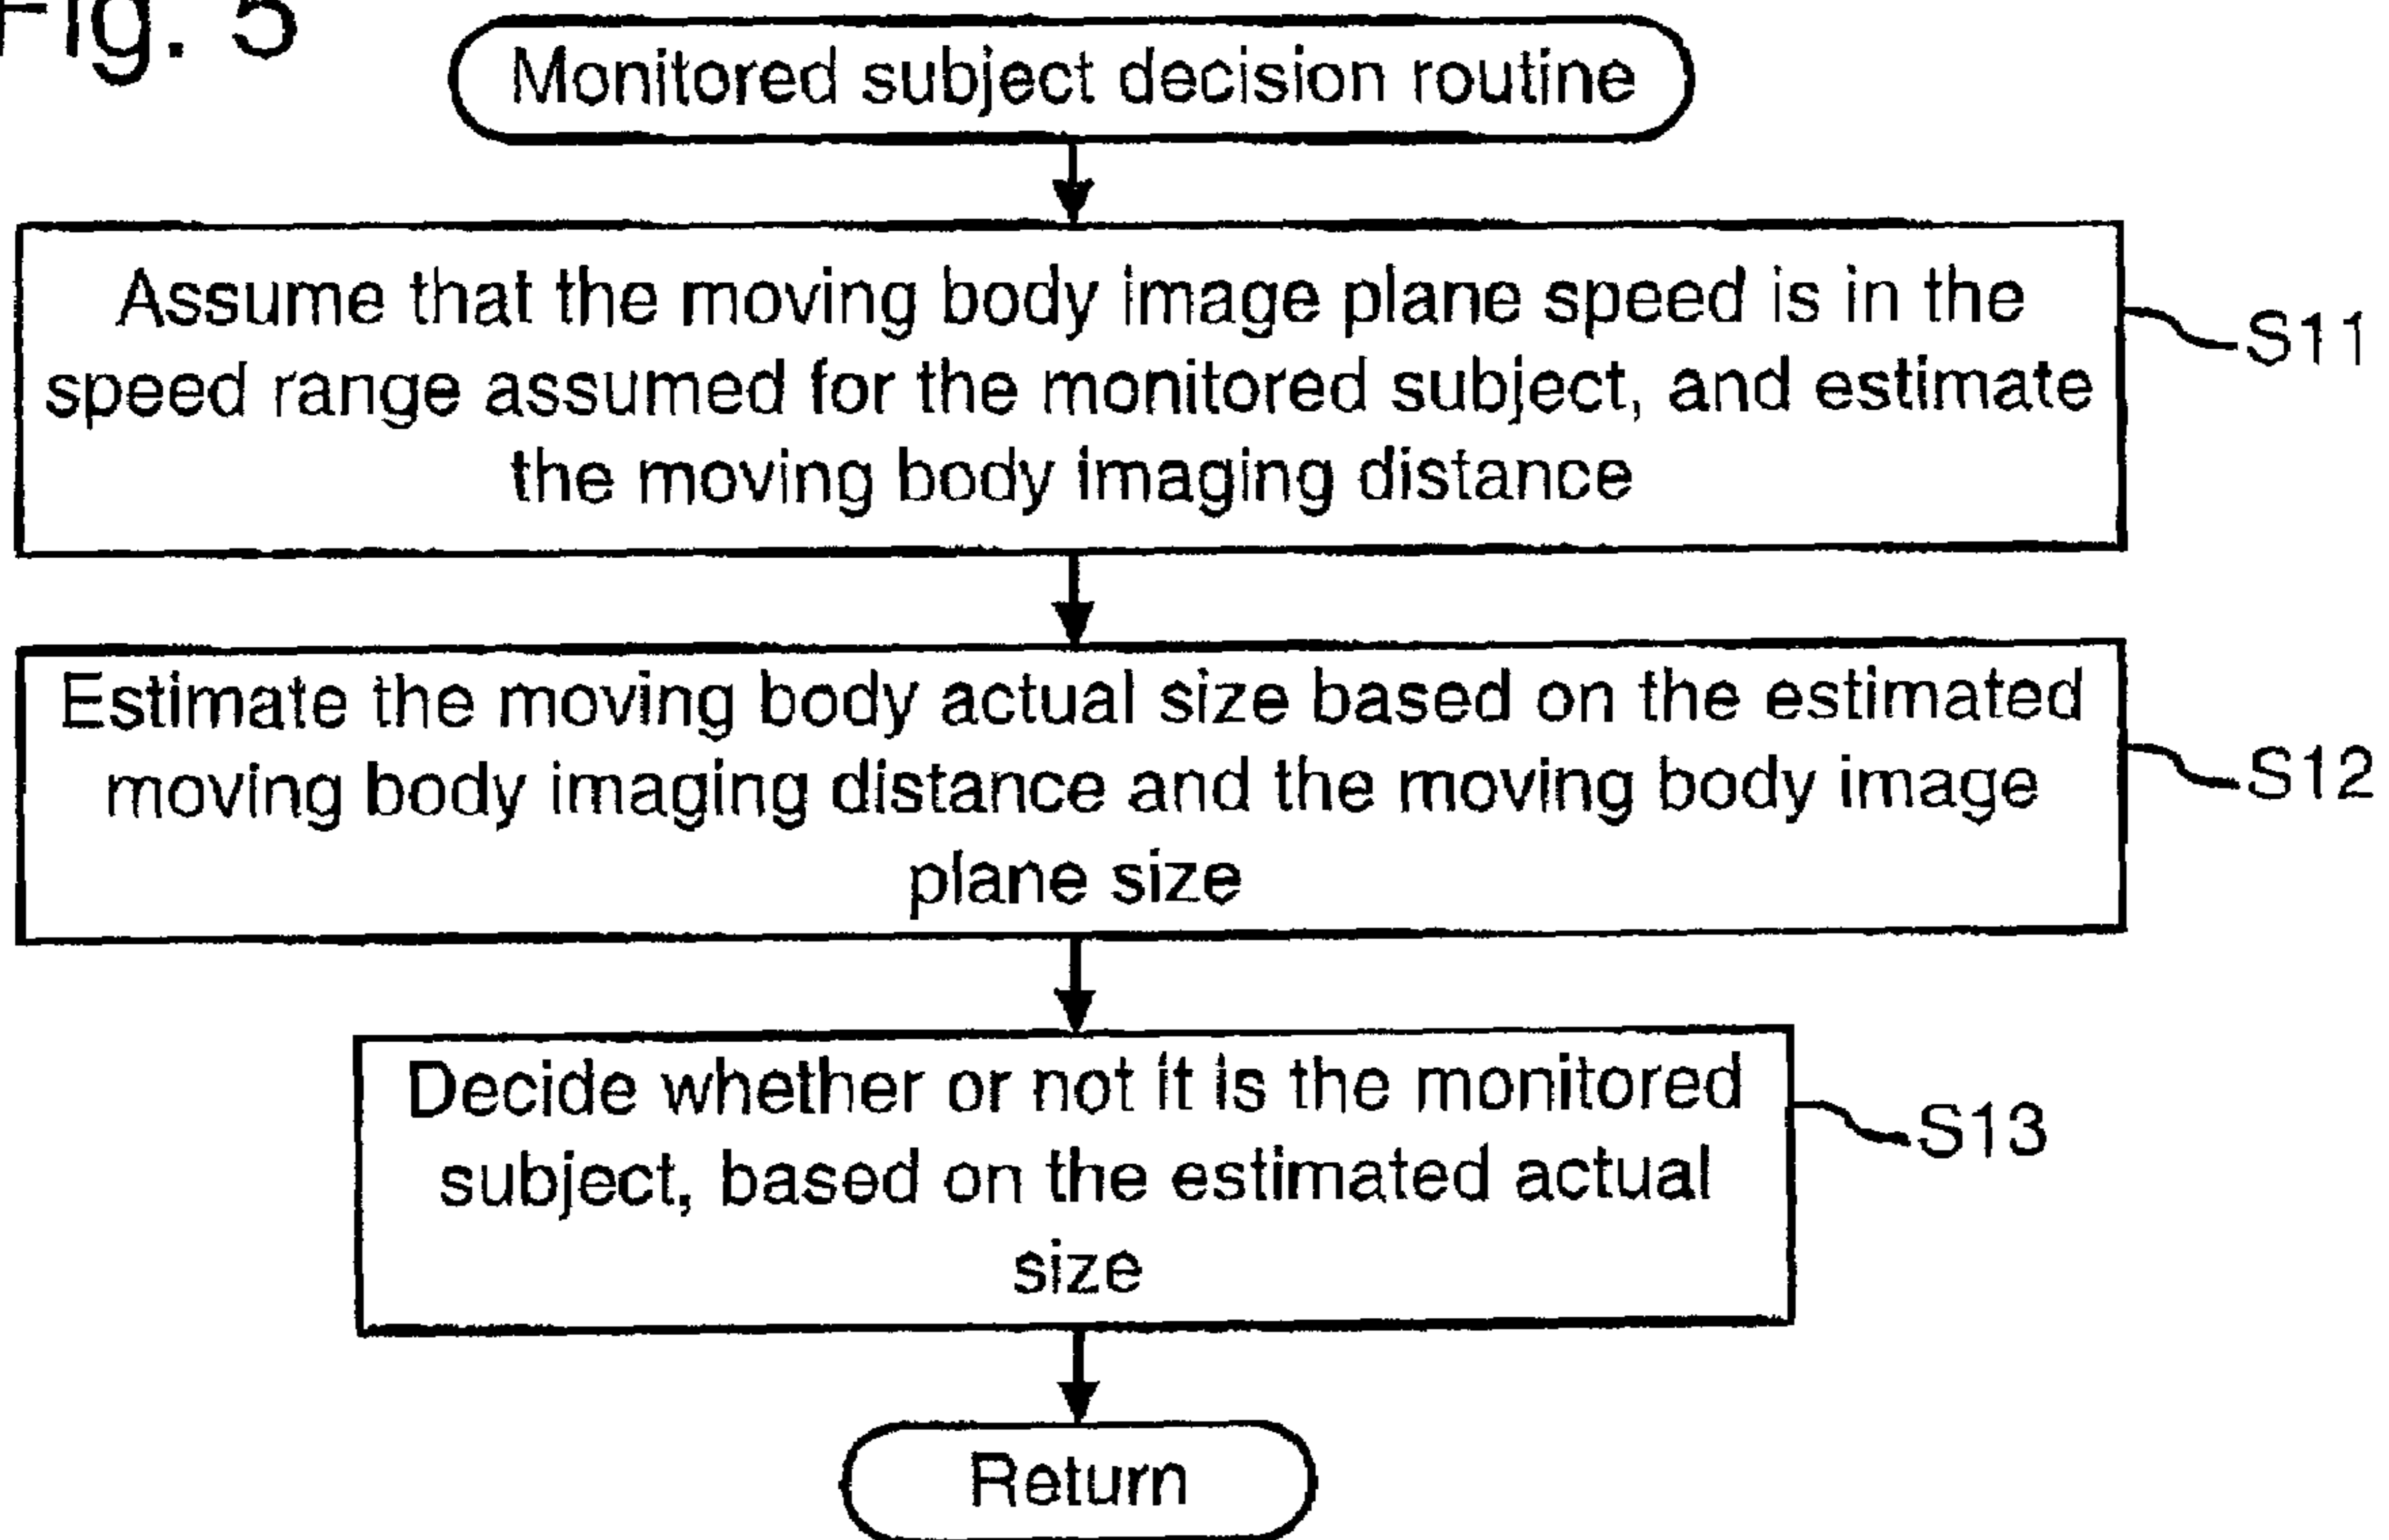 Fig. 5
Monitored subject decision routine
Assume that the moving body image plane speed is in the
speed range assumed for the monitored subject, and estimate
the moving body imaging distance
S11
Estimate the moving body actual size based on the estimated
moving body imaging distance and the moving body image
plane size
S12
Decide whether or not it is the monitored
subject, based on the estimated actual
size
S13
Return